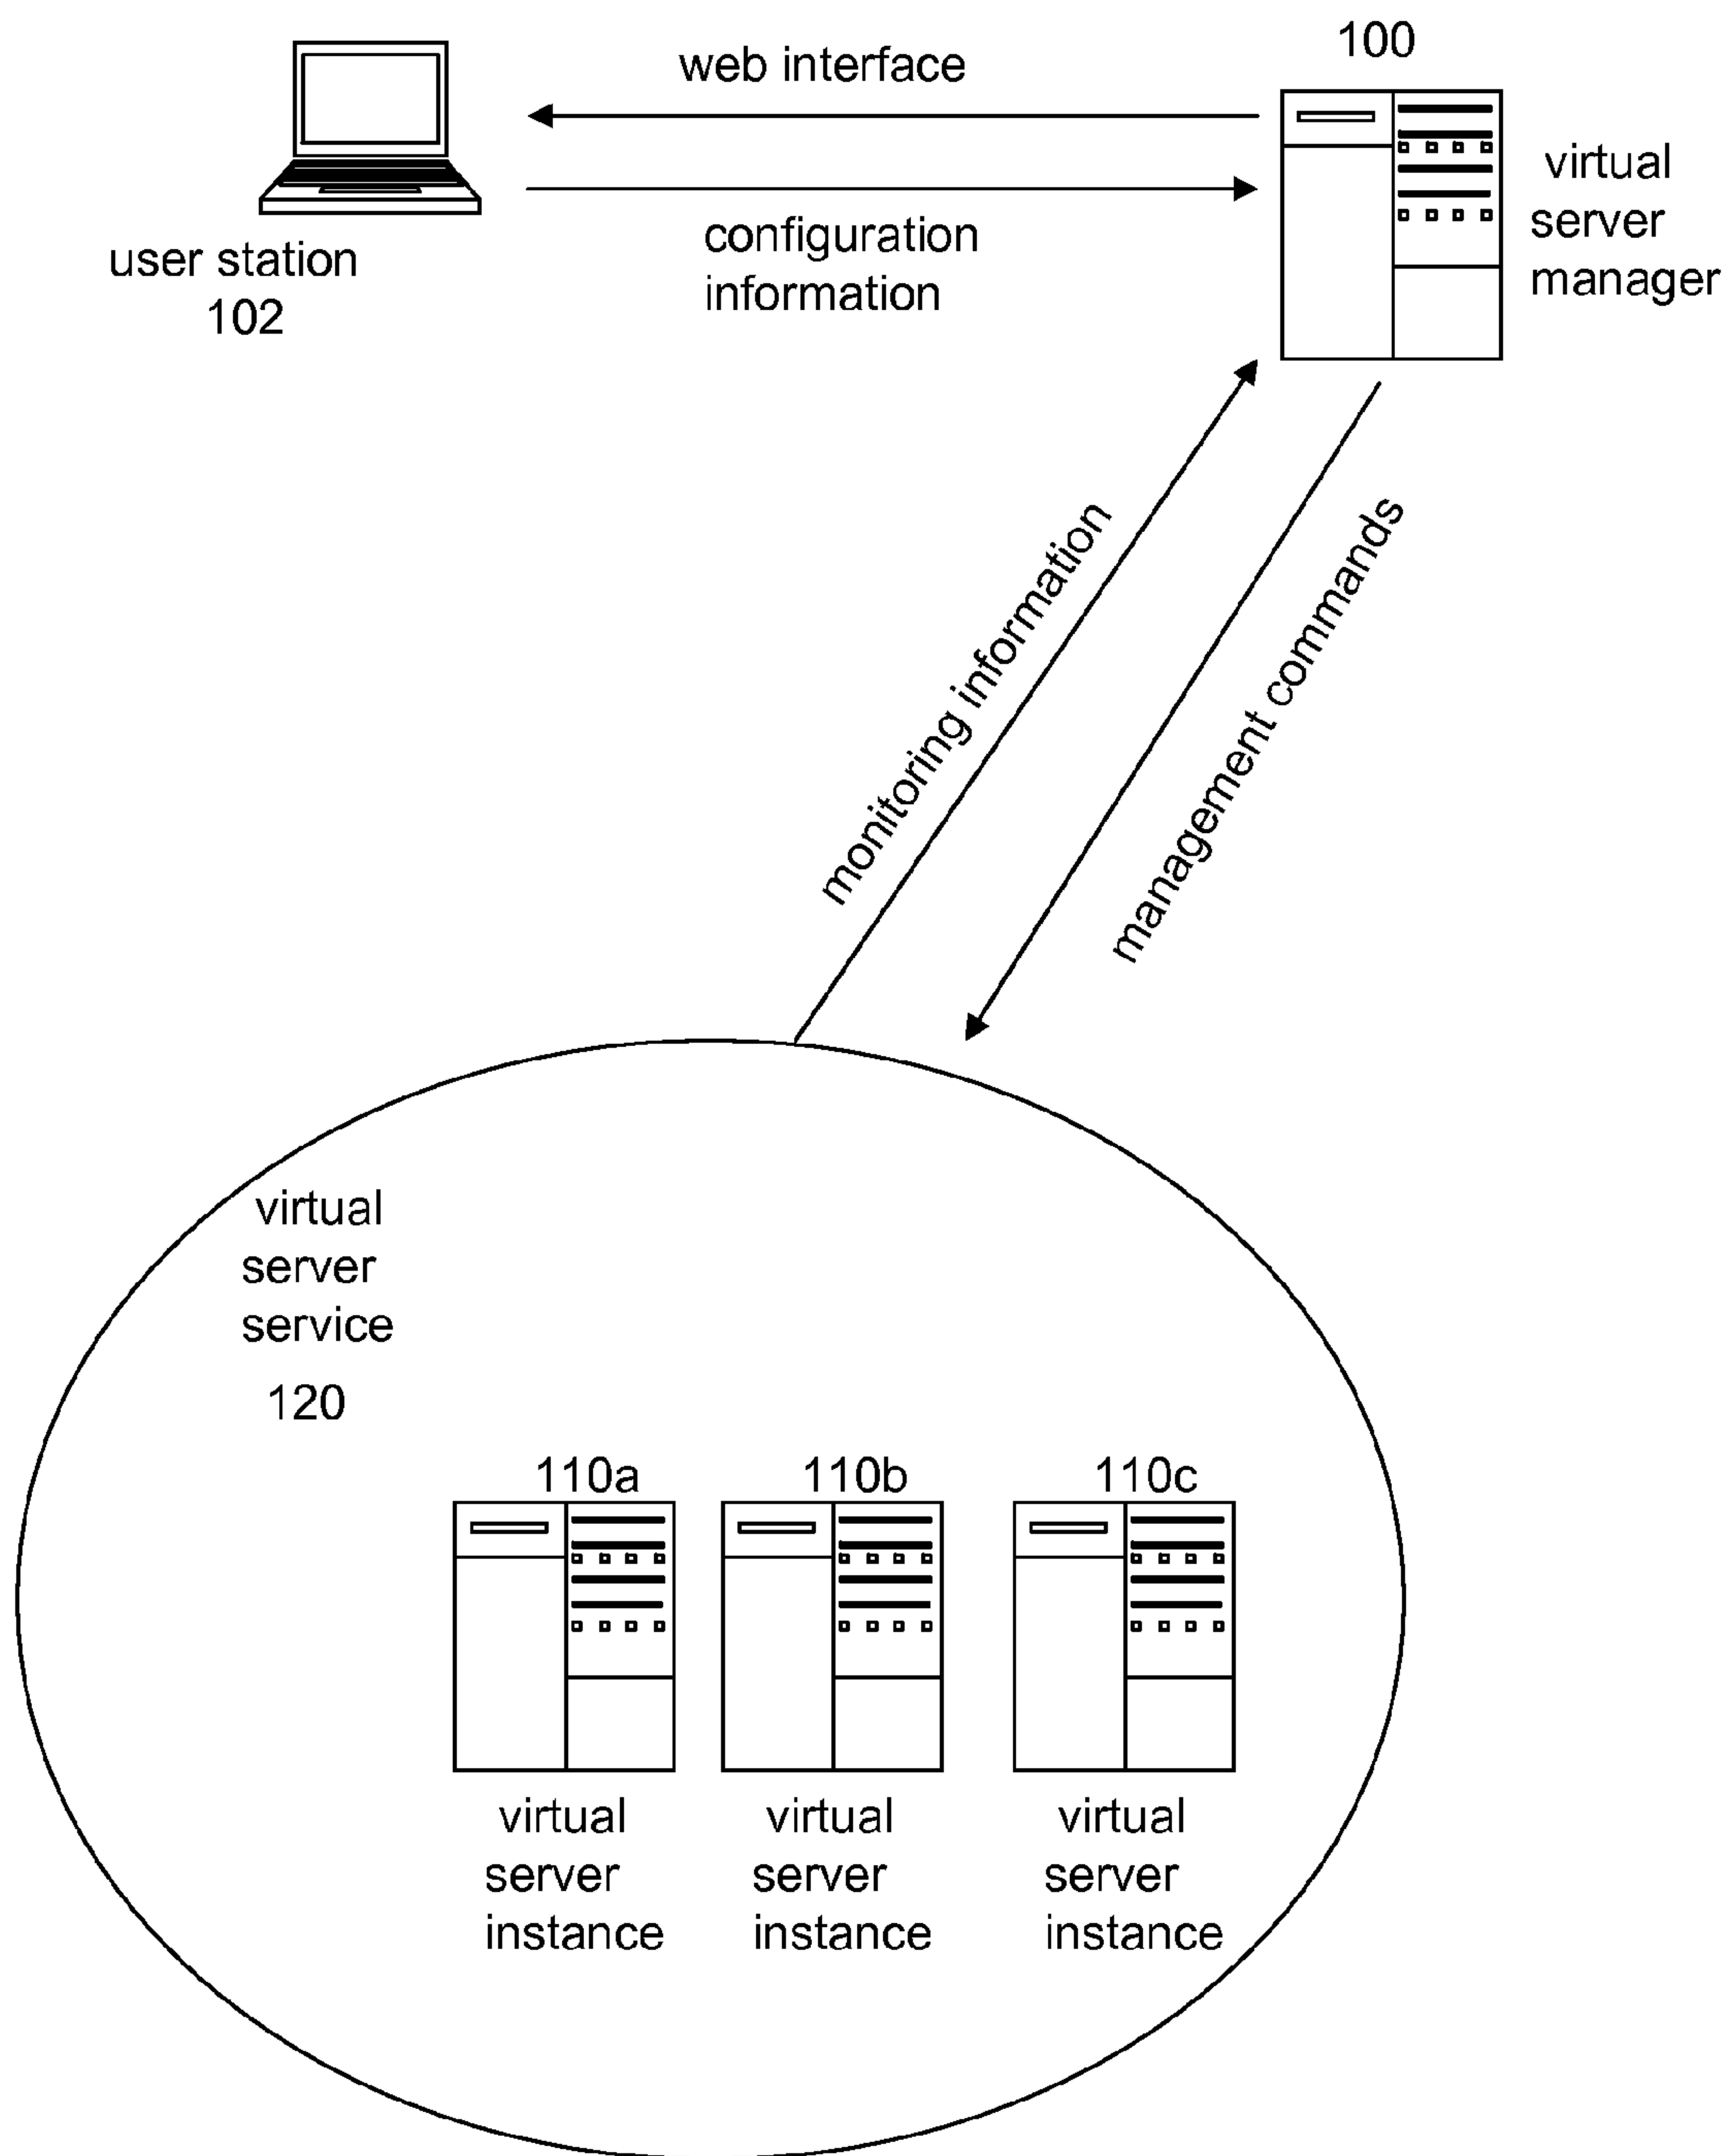 web interface
100
virtual
server
manager
configuration
information
user station
102
monitoring information
management commands
virtual
server
service
120
110a
110b
110c
virtual
server
instance
virtual
server
instance
virtual
server
instance